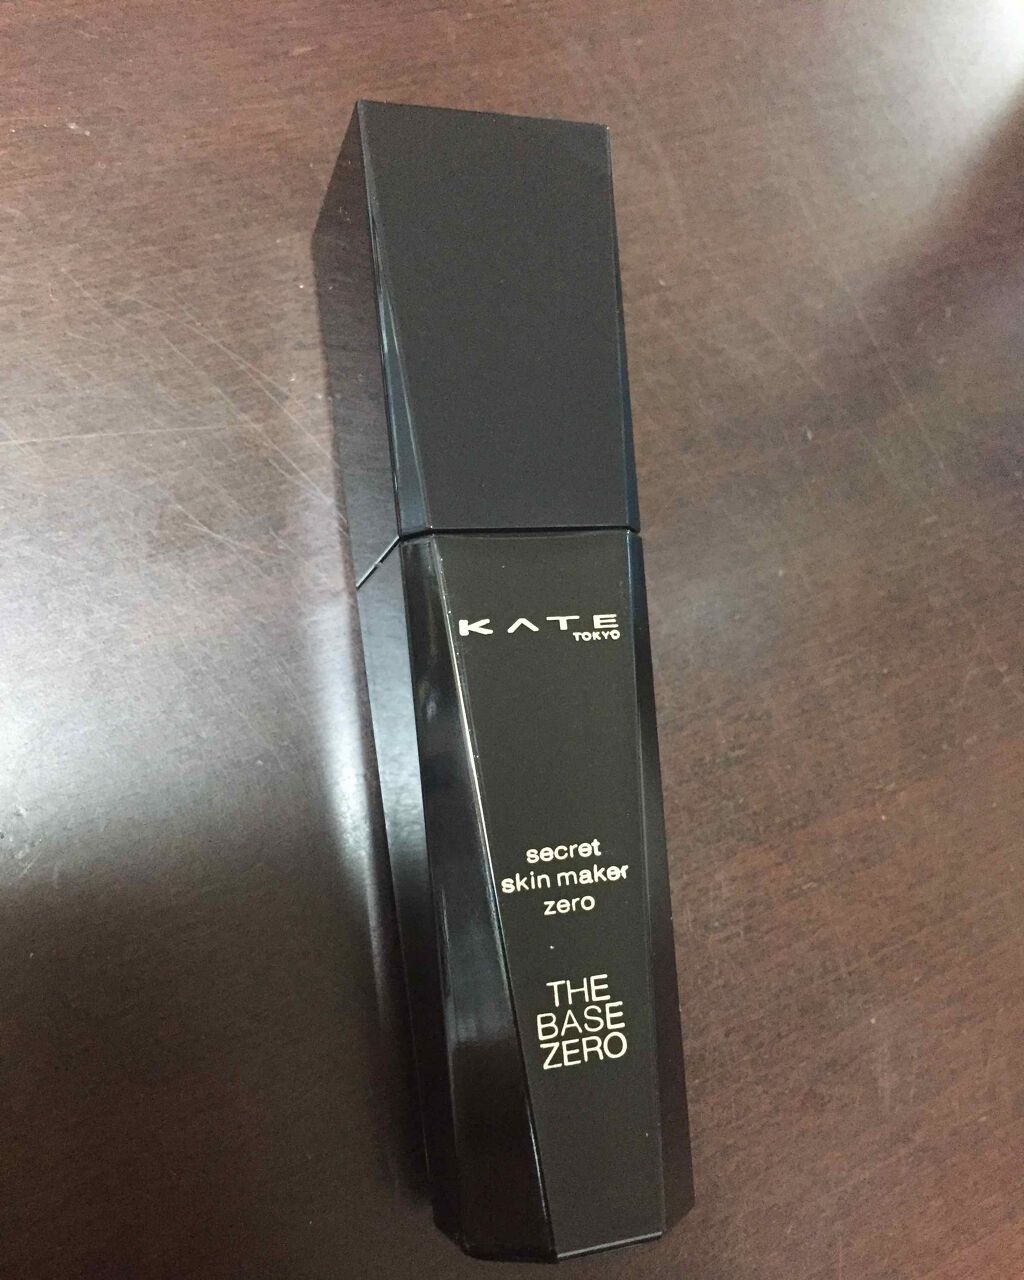 KATE
TOKYO
secret
skin maker
zero
THE
BASE
ZERO